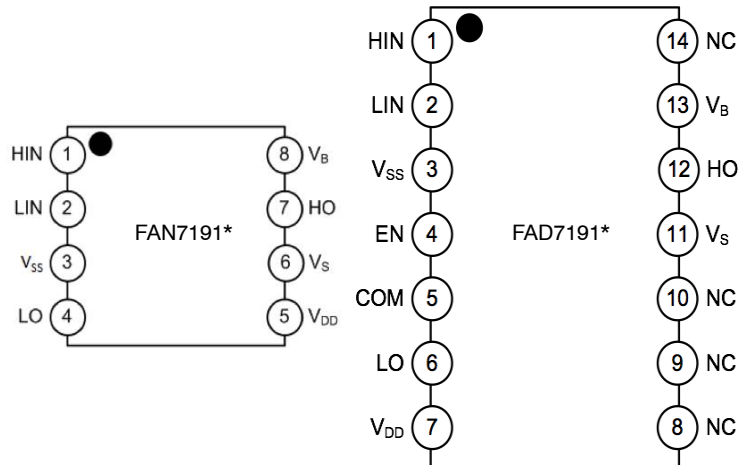 HIN 1 8 VB
LIN 2 7 HO
FAN7191*
VSS 3 6 VS
LO 4 5 VDD
HIN 1 14 NC
LIN 2 13 VB
VSS 3 12 HO
EN 4 FAD7191* 11 VS
COM 5 10 NC
LO 6 9 NC
VDD 7 8 NC